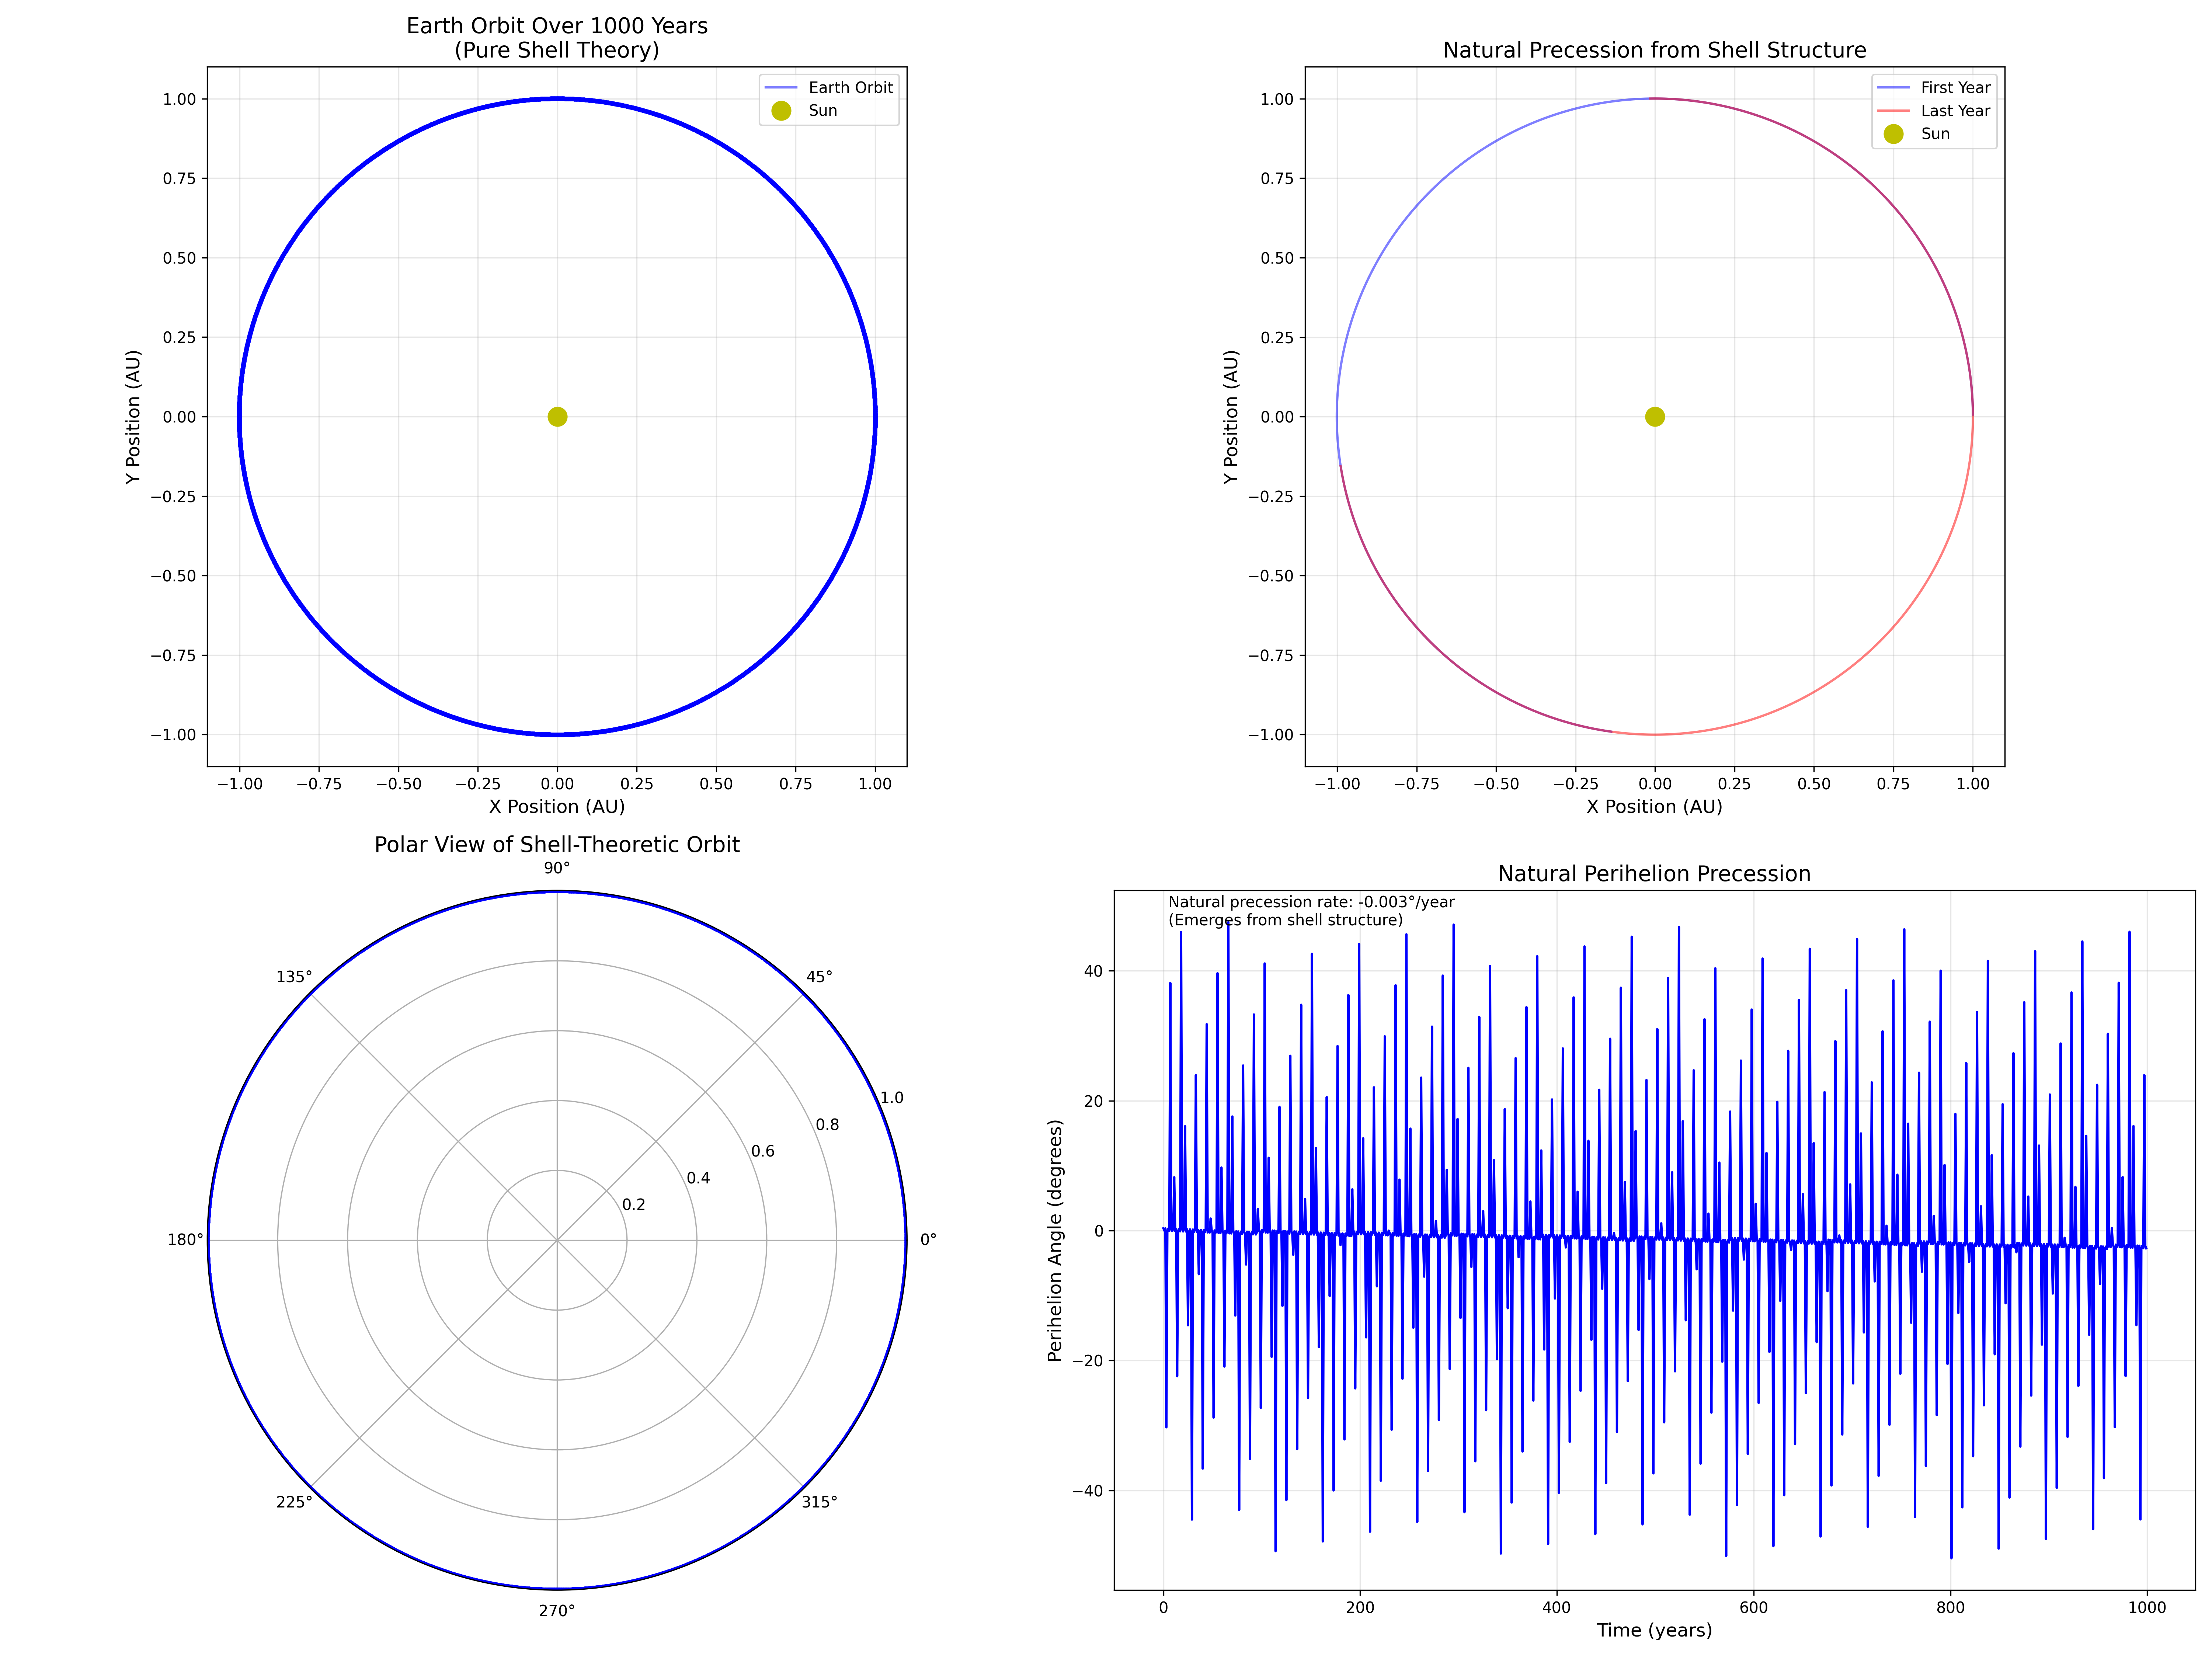 Earth Orbit Over 1000 Years
(Pure Shell Theory)
Earth Orbit
Sun
1.00
0.75
0.50
0.25
0.00
−0.25
−0.50
−0.75
−1.00
Y Position (AU)
−1.00 −0.75 −0.50 −0.25 0.00 0.25 0.50 0.75 1.00
X Position (AU)
Natural Precession from Shell Structure
First Year
Last Year
Sun
1.00
0.75
0.50
0.25
0.00
−0.25
−0.50
−0.75
−1.00
Y Position (AU)
−1.00 −0.75 −0.50 −0.25 0.00 0.25 0.50 0.75 1.00
X Position (AU)
Polar View of Shell-Theoretic Orbit
90°
135° 45°
1.0
0.8
0.6
0.4
0.2
180° 0°
225° 315°
270°
Natural Perihelion Precession
Natural precession rate: -0.003°/year
(Emerges from shell structure)
40
20
0
−20
−40
Perihelion Angle (degrees)
0 200 400 600 800 1000
Time (years)